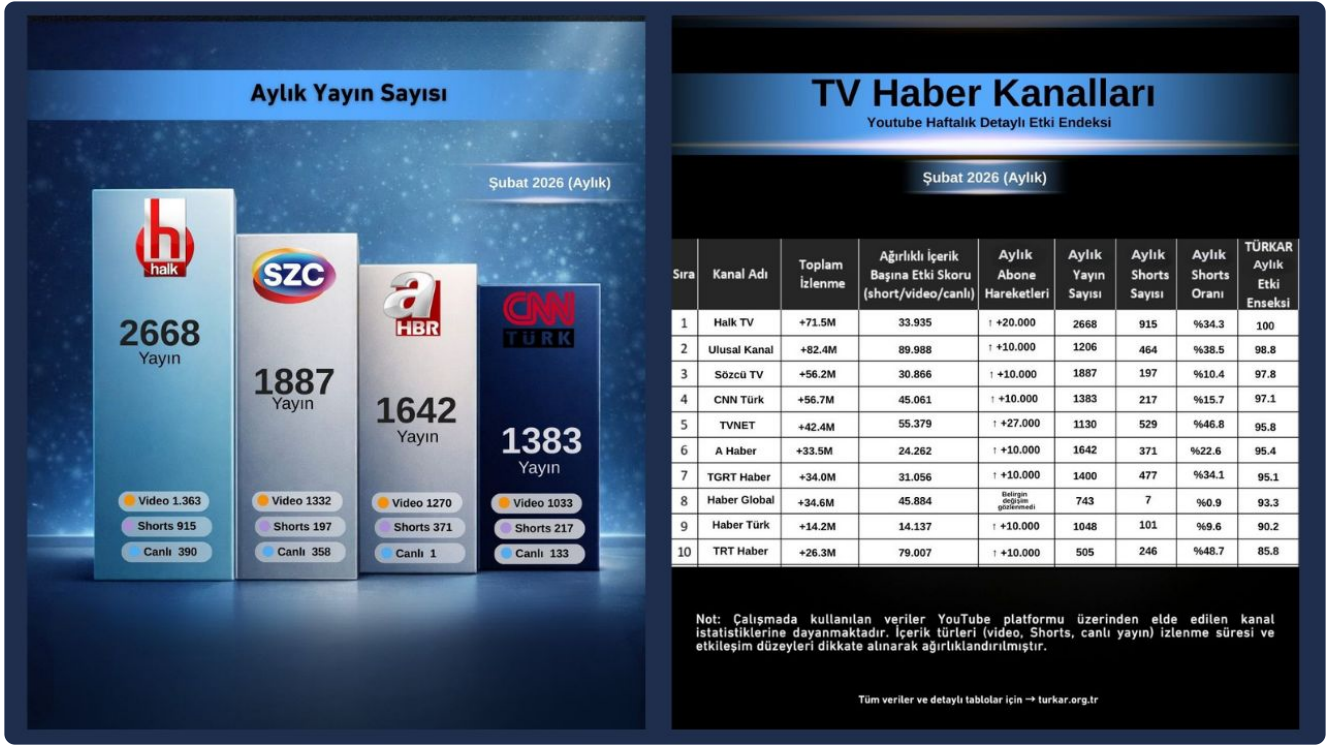 Aylık Yayın Sayısı
Şubat 2026 (Aylık)
h
halk
2668
Yayın
Video 1.363
Shorts 915
Canlı 390
SZC
1887
Yayın
Video 1332
Shorts 197
Canlı 358
a
HBR
1642
Yayın
Video 1270
Shorts 371
Canlı 1
CNN
TÜRK
1383
Yayın
Video 1033
Shorts 217
Canlı 133
TV Haber Kanalları
Youtube Haftalık Detaylı Etki Endeksi
Şubat 2026 (Aylık)
Sıra Kanal Adı Toplam İzlenme Ağırlıklı İçerik Başına Etki Skoru (short/video/canlı) Aylık Abone Hareketleri Aylık Yayın Sayısı Aylık Shorts Sayısı Aylık Shorts Oranı TÜRKAR Aylık Etki Enseksi
1 Halk TV +71.5M 33.935 ↑ +20.000 2668 915 %34.3 100
2 Ulusal Kanal +82.4M 89.988 ↑ +10.000 1206 464 %38.5 98.8
3 Sözcü TV +56.2M 30.866 ↑ +10.000 1887 197 %10.4 97.8
4 CNN Türk +56.7M 45.061 ↑ +10.000 1383 217 %15.7 97.1
5 TVNET +42.4M 55.379 ↑ +27.000 1130 529 %46.8 95.8
6 A Haber +33.5M 24.262 ↑ +10.000 1642 371 %22.6 95.4
7 TGRT Haber +34.0M 31.056 ↑ +10.000 1400 477 %34.1 95.1
8 Haber Global +34.6M 45.884 Belirgin değişim gözlenmedi 743 7 %0.9 93.3
9 Haber Türk +14.2M 14.137 ↑ +10.000 1048 101 %9.6 90.2
10 TRT Haber +26.3M 79.007 ↑ +10.000 505 246 %48.7 85.8
Not: Çalışmada kullanılan veriler YouTube platformu üzerinden elde edilen kanal
istatistiklerine dayanmaktadır. İçerik türleri (video, Shorts, canlı yayın) izlenme süresi ve
etkileşim düzeyleri dikkate alınarak ağırlıklandırılmıştır.
Tüm veriler ve detaylı tablolar için → turkar.org.tr